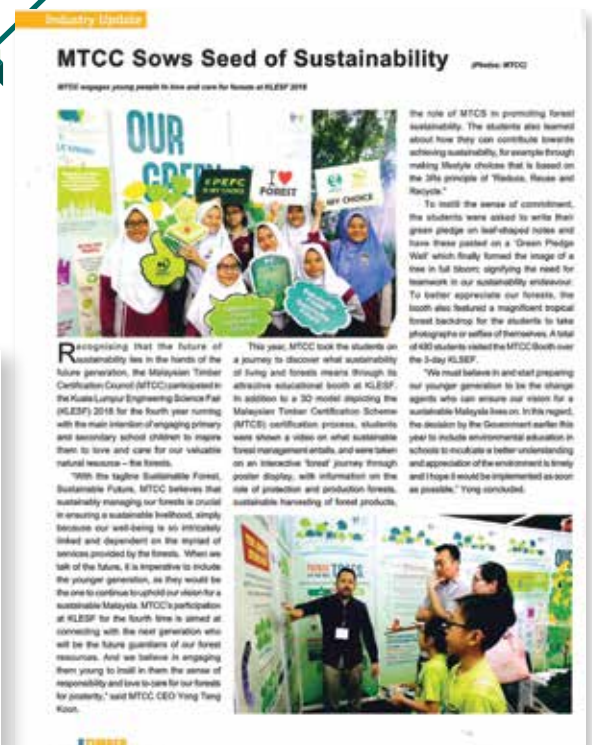 Industry Update
MTCC Sows Seed of Sustainability
(Photos: MTCC)
MTCC engages young people to love and care for forests at KLESF 2018
OUR
GREEN
#PEFC
IS MY CHOICE
I ❤ FOREST
MY CHOICE
Recognising that the future of
sustainability lies in the hands of the
future generation, the Malaysian Timber
Certification Council (MTCC) participated in
the Kuala Lumpur Engineering Science Fair
(KLESF) 2018 for the fourth year running
with the main intention of engaging primary
and secondary school children to inspire
them to love and care for our valuable
natural resource – the forests.
"With the tagline Sustainable Forest,
Sustainable Future, MTCC believes that
sustainably managing our forests is crucial
in ensuring a sustainable livelihood, simply
because our well-being is so intricately
linked and dependent on the myriad of
services provided by the forests. When we
talk of the future, it is imperative to include
the younger generation, as they would be
the one to continue to uphold our vision for a
sustainable Malaysia. MTCC's participation
at KLESF for the fourth time is aimed at
connecting with the next generation who
will be the future guardians of our forest
resources. And we believe in engaging
them young to instil in them the sense of
responsibility and love to care for our forests
for posterity," said MTCC CEO Yong Teng
Koon.
This year, MTCC took the students on
a journey to discover what sustainability
of living and forests means through its
attractive educational booth at KLESF.
In addition to a 3D model depicting the
Malaysian Timber Certification Scheme
(MTCS) certification process, students
were shown a video on what sustainable
forest management entails, and were taken
on an interactive 'forest' journey through
poster display, with information on the
role of protection and production forests,
sustainable harvesting of forest products,
the role of MTCS in promoting forest
sustainability. The students also learned
about how they can contribute towards
achieving sustainability, for example through
making lifestyle choices that is based on
the 3Rs principle of "Reduce, Reuse and
Recycle."
To instill the sense of commitment,
the students were asked to write their
green pledge on leaf-shaped notes and
have these pasted on a 'Green Pledge
Wall' which finally formed the image of a
tree in full bloom; signifying the need for
teamwork in our sustainability endeavour.
To better appreciate our forests, the
booth also featured a magnificent tropical
forest backdrop for the students to take
photographs or selfies of themselves. A total
of 480 students visited the MTCC Booth over
the 3-day KLSEF.
"We must believe in and start preparing
our younger generation to be the change
agents who can ensure our vision for a
sustainable Malaysia lives on. In this regard,
the decision by the Government earlier this
year to include environmental education in
schools to inculcate a better understanding
and appreciation of the environment is timely
and I hope it would be implemented as soon
as possible," Yong concluded.
TIMBER